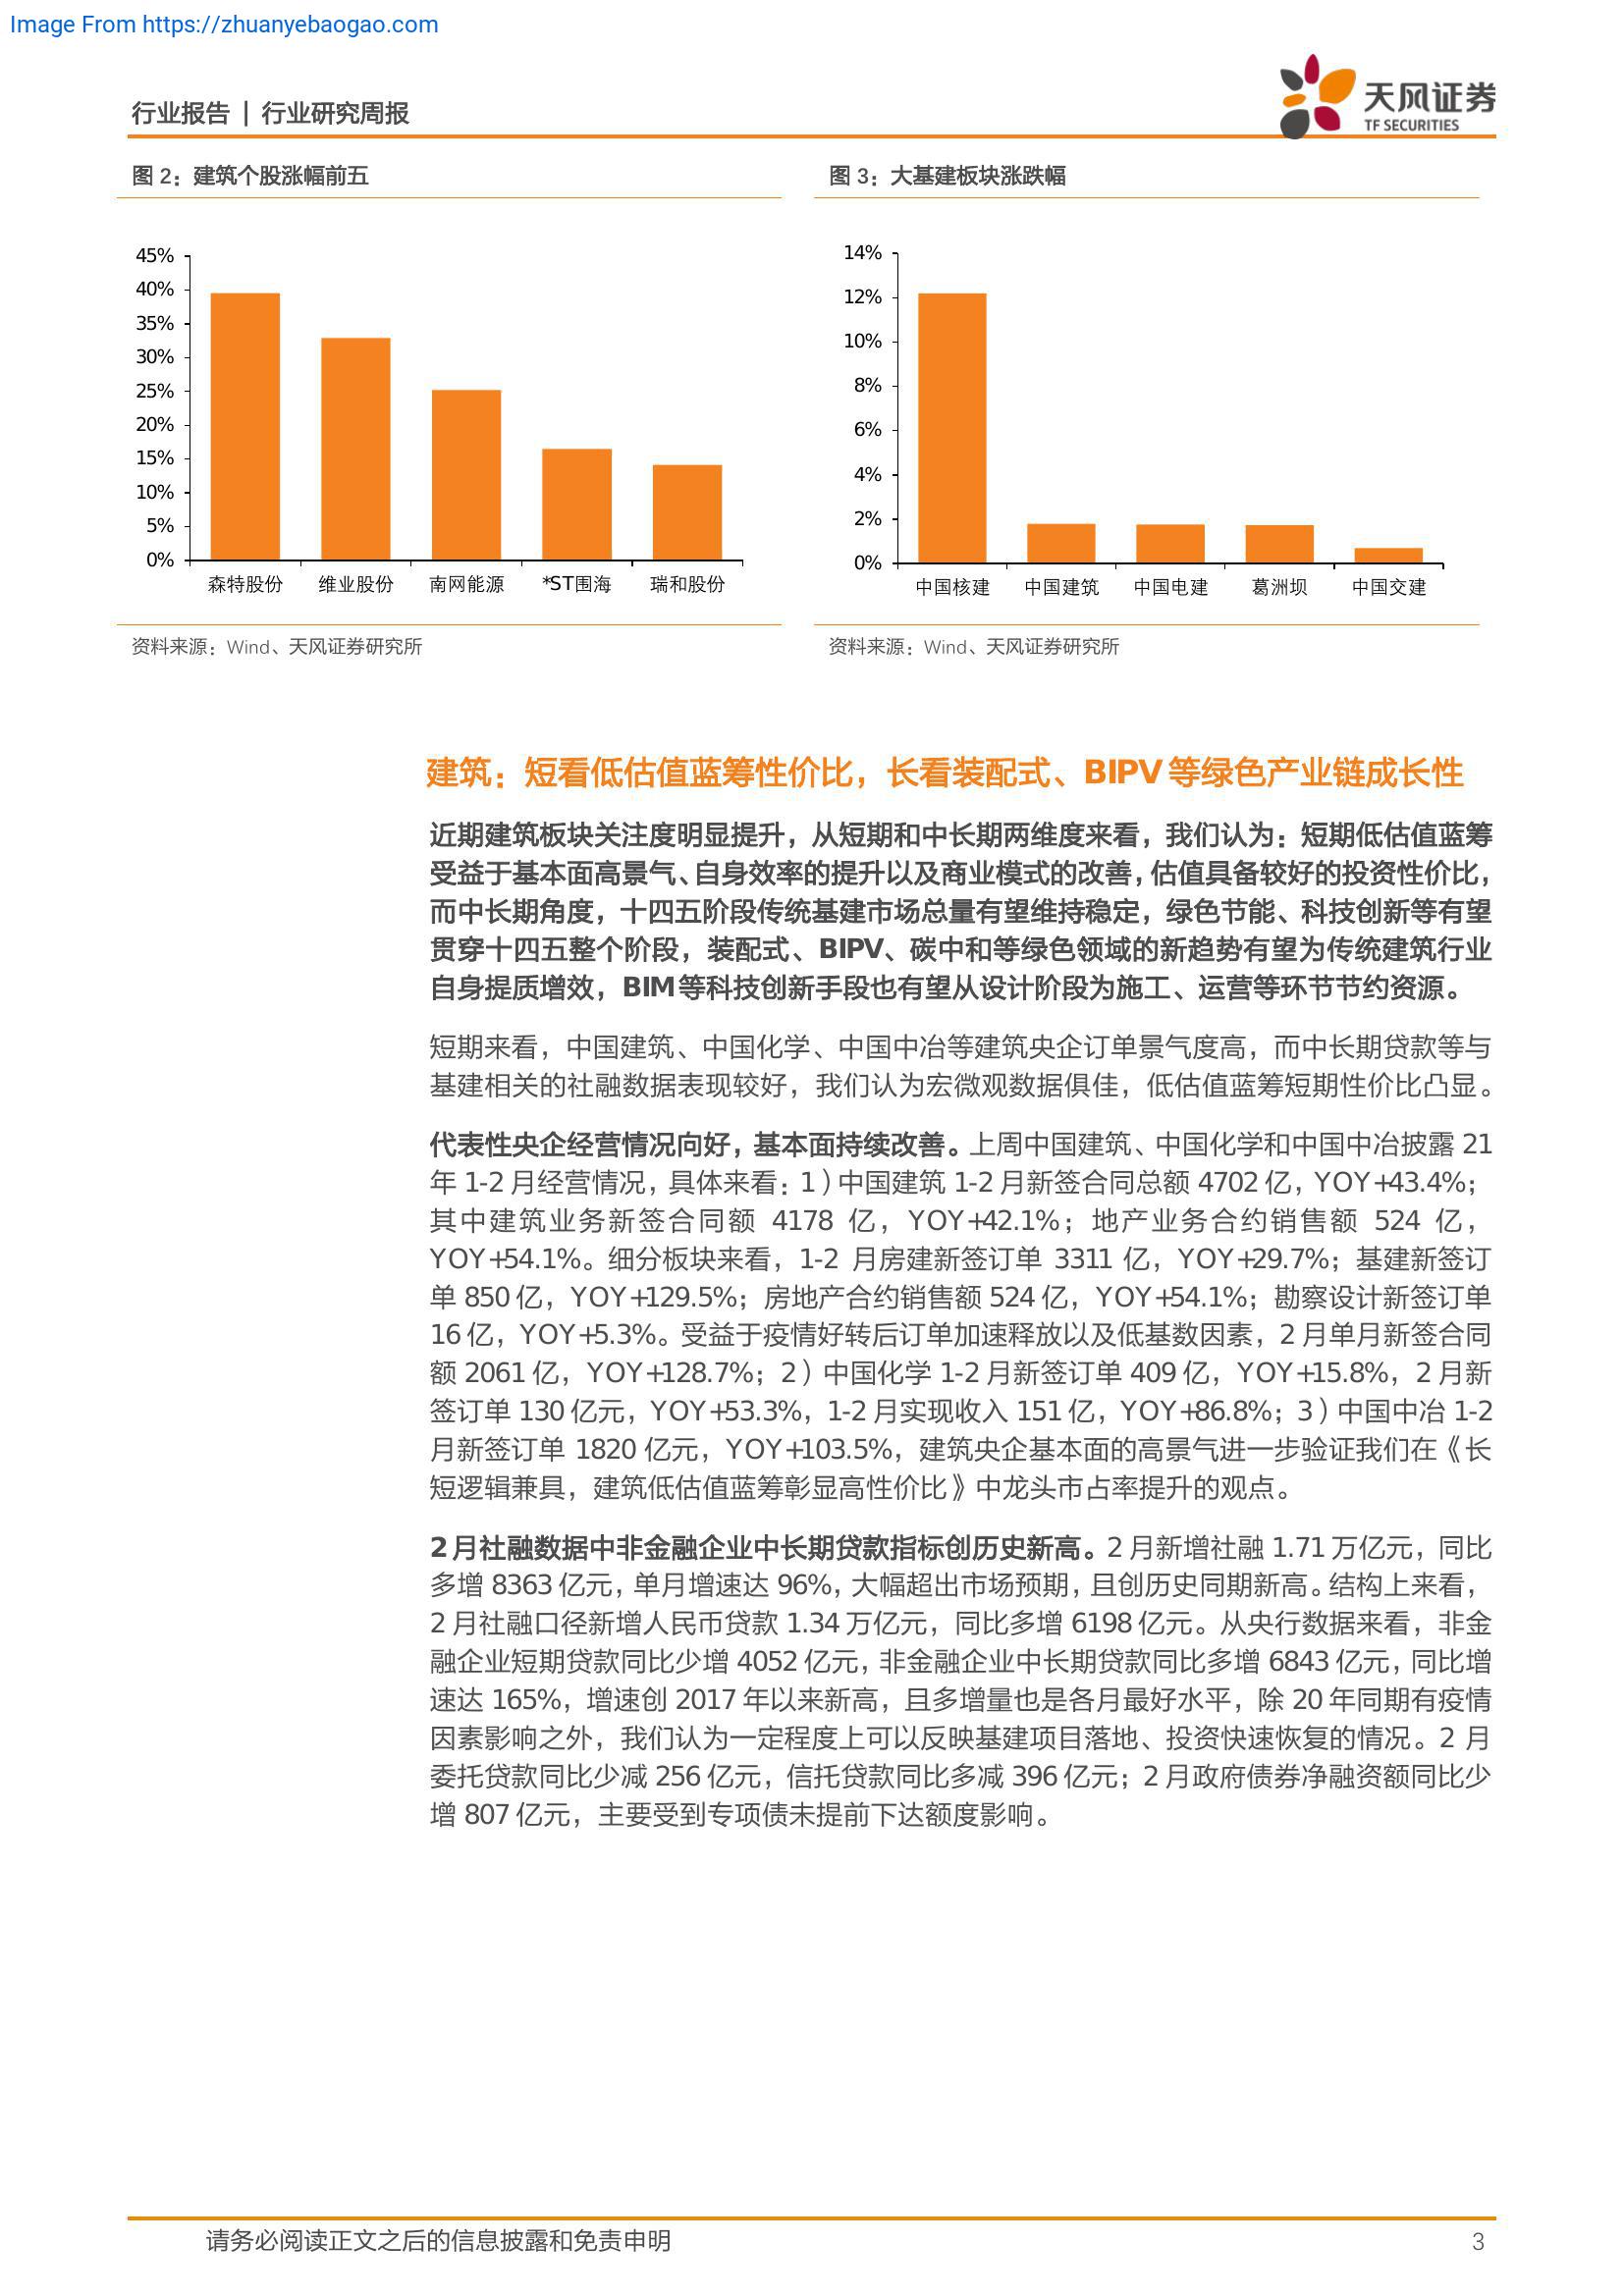 Image From https://zhuanyebaogao.com
行业报告 | 行业研究周报
天风证券
TF SECURITIES
图 2：建筑个股涨幅前五
45%
40%
35%
30%
25%
20%
15%
10%
5%
0%
森特股份 维业股份 南网能源 *ST围海 瑞和股份
资料来源：Wind、天风证券研究所
图 3：大基建板块涨跌幅
14%
12%
10%
8%
6%
4%
2%
0%
中国核建 中国建筑 中国电建 葛洲坝 中国交建
资料来源：Wind、天风证券研究所
建筑：短看低估值蓝筹性价比，长看装配式、BIPV 等绿色产业链成长性
近期建筑板块关注度明显提升，从短期和中长期两维度来看，我们认为：短期低估值蓝筹
受益于基本面高景气、自身效率的提升以及商业模式的改善，估值具备较好的投资性价比，
而中长期角度，十四五阶段传统基建市场总量有望维持稳定，绿色节能、科技创新等有望
贯穿十四五整个阶段，装配式、BIPV、碳中和等绿色领域的新趋势有望为传统建筑行业
自身提质增效，BIM 等科技创新手段也有望从设计阶段为施工、运营等环节节约资源。
短期来看，中国建筑、中国化学、中国中冶等建筑央企订单景气度高，而中长期贷款等与
基建相关的社融数据表现较好，我们认为宏微观数据俱佳，低估值蓝筹短期性价比凸显。
代表性央企经营情况向好，基本面持续改善。上周中国建筑、中国化学和中国中冶披露 21
年 1-2 月经营情况，具体来看：1）中国建筑 1-2 月新签合同总额 4702 亿，YOY+43.4%；
其中建筑业务新签合同额 4178 亿，YOY+42.1%；地产业务合约销售额 524 亿，
YOY+54.1%。细分板块来看，1-2 月房建新签订单 3311 亿，YOY+29.7%；基建新签订
单 850 亿，YOY+129.5%；房地产合约销售额 524 亿，YOY+54.1%；勘察设计新签订单
16 亿，YOY+5.3%。受益于疫情好转后订单加速释放以及低基数因素，2 月单月新签合同
额 2061 亿，YOY+128.7%；2）中国化学 1-2 月新签订单 409 亿，YOY+15.8%，2 月新
签订单 130 亿元，YOY+53.3%，1-2 月实现收入 151 亿，YOY+86.8%；3）中国中冶 1-2
月新签订单 1820 亿元，YOY+103.5%，建筑央企基本面的高景气进一步验证我们在《长
短逻辑兼具，建筑低估值蓝筹彰显高性价比》中龙头市占率提升的观点。
2 月社融数据中非金融企业中长期贷款指标创历史新高。2 月新增社融 1.71 万亿元，同比
多增 8363 亿元，单月增速达 96%，大幅超出市场预期，且创历史同期新高。结构上来看，
2 月社融口径新增人民币贷款 1.34 万亿元，同比多增 6198 亿元。从央行数据来看，非金
融企业短期贷款同比少增 4052 亿元，非金融企业中长期贷款同比多增 6843 亿元，同比增
速达 165%，增速创 2017 年以来新高，且多增量也是各月最好水平，除 20 年同期有疫情
因素影响之外，我们认为一定程度上可以反映基建项目落地、投资快速恢复的情况。2 月
委托贷款同比少减 256 亿元，信托贷款同比多减 396 亿元；2 月政府债券净融资额同比少
增 807 亿元，主要受到专项债未提前下达额度影响。
请务必阅读正文之后的信息披露和免责申明
3